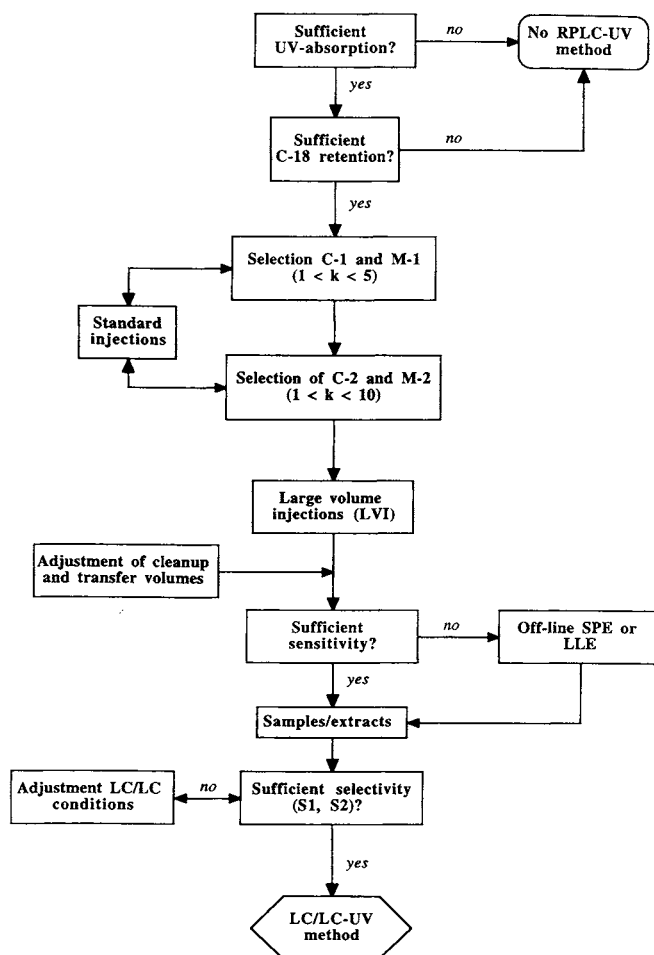 Sufficient
UV-absorption?
no
No RPLC-UV
method
yes
Sufficient
C-18 retention?
no
yes
Selection C-1 and M-1
(1 < k < 5)
Standard
injections
Selection of C-2 and M-2
(1 < k < 10)
Large volume
injections (LVI)
Adjustment of cleanup
and transfer volumes
Sufficient
sensitivity?
no
Off-line SPE or
LLE
yes
Samples/extracts
Adjustment LC/LC
conditions
no
Sufficient selectivity
(S1, S2)?
yes
LC/LC-UV
method